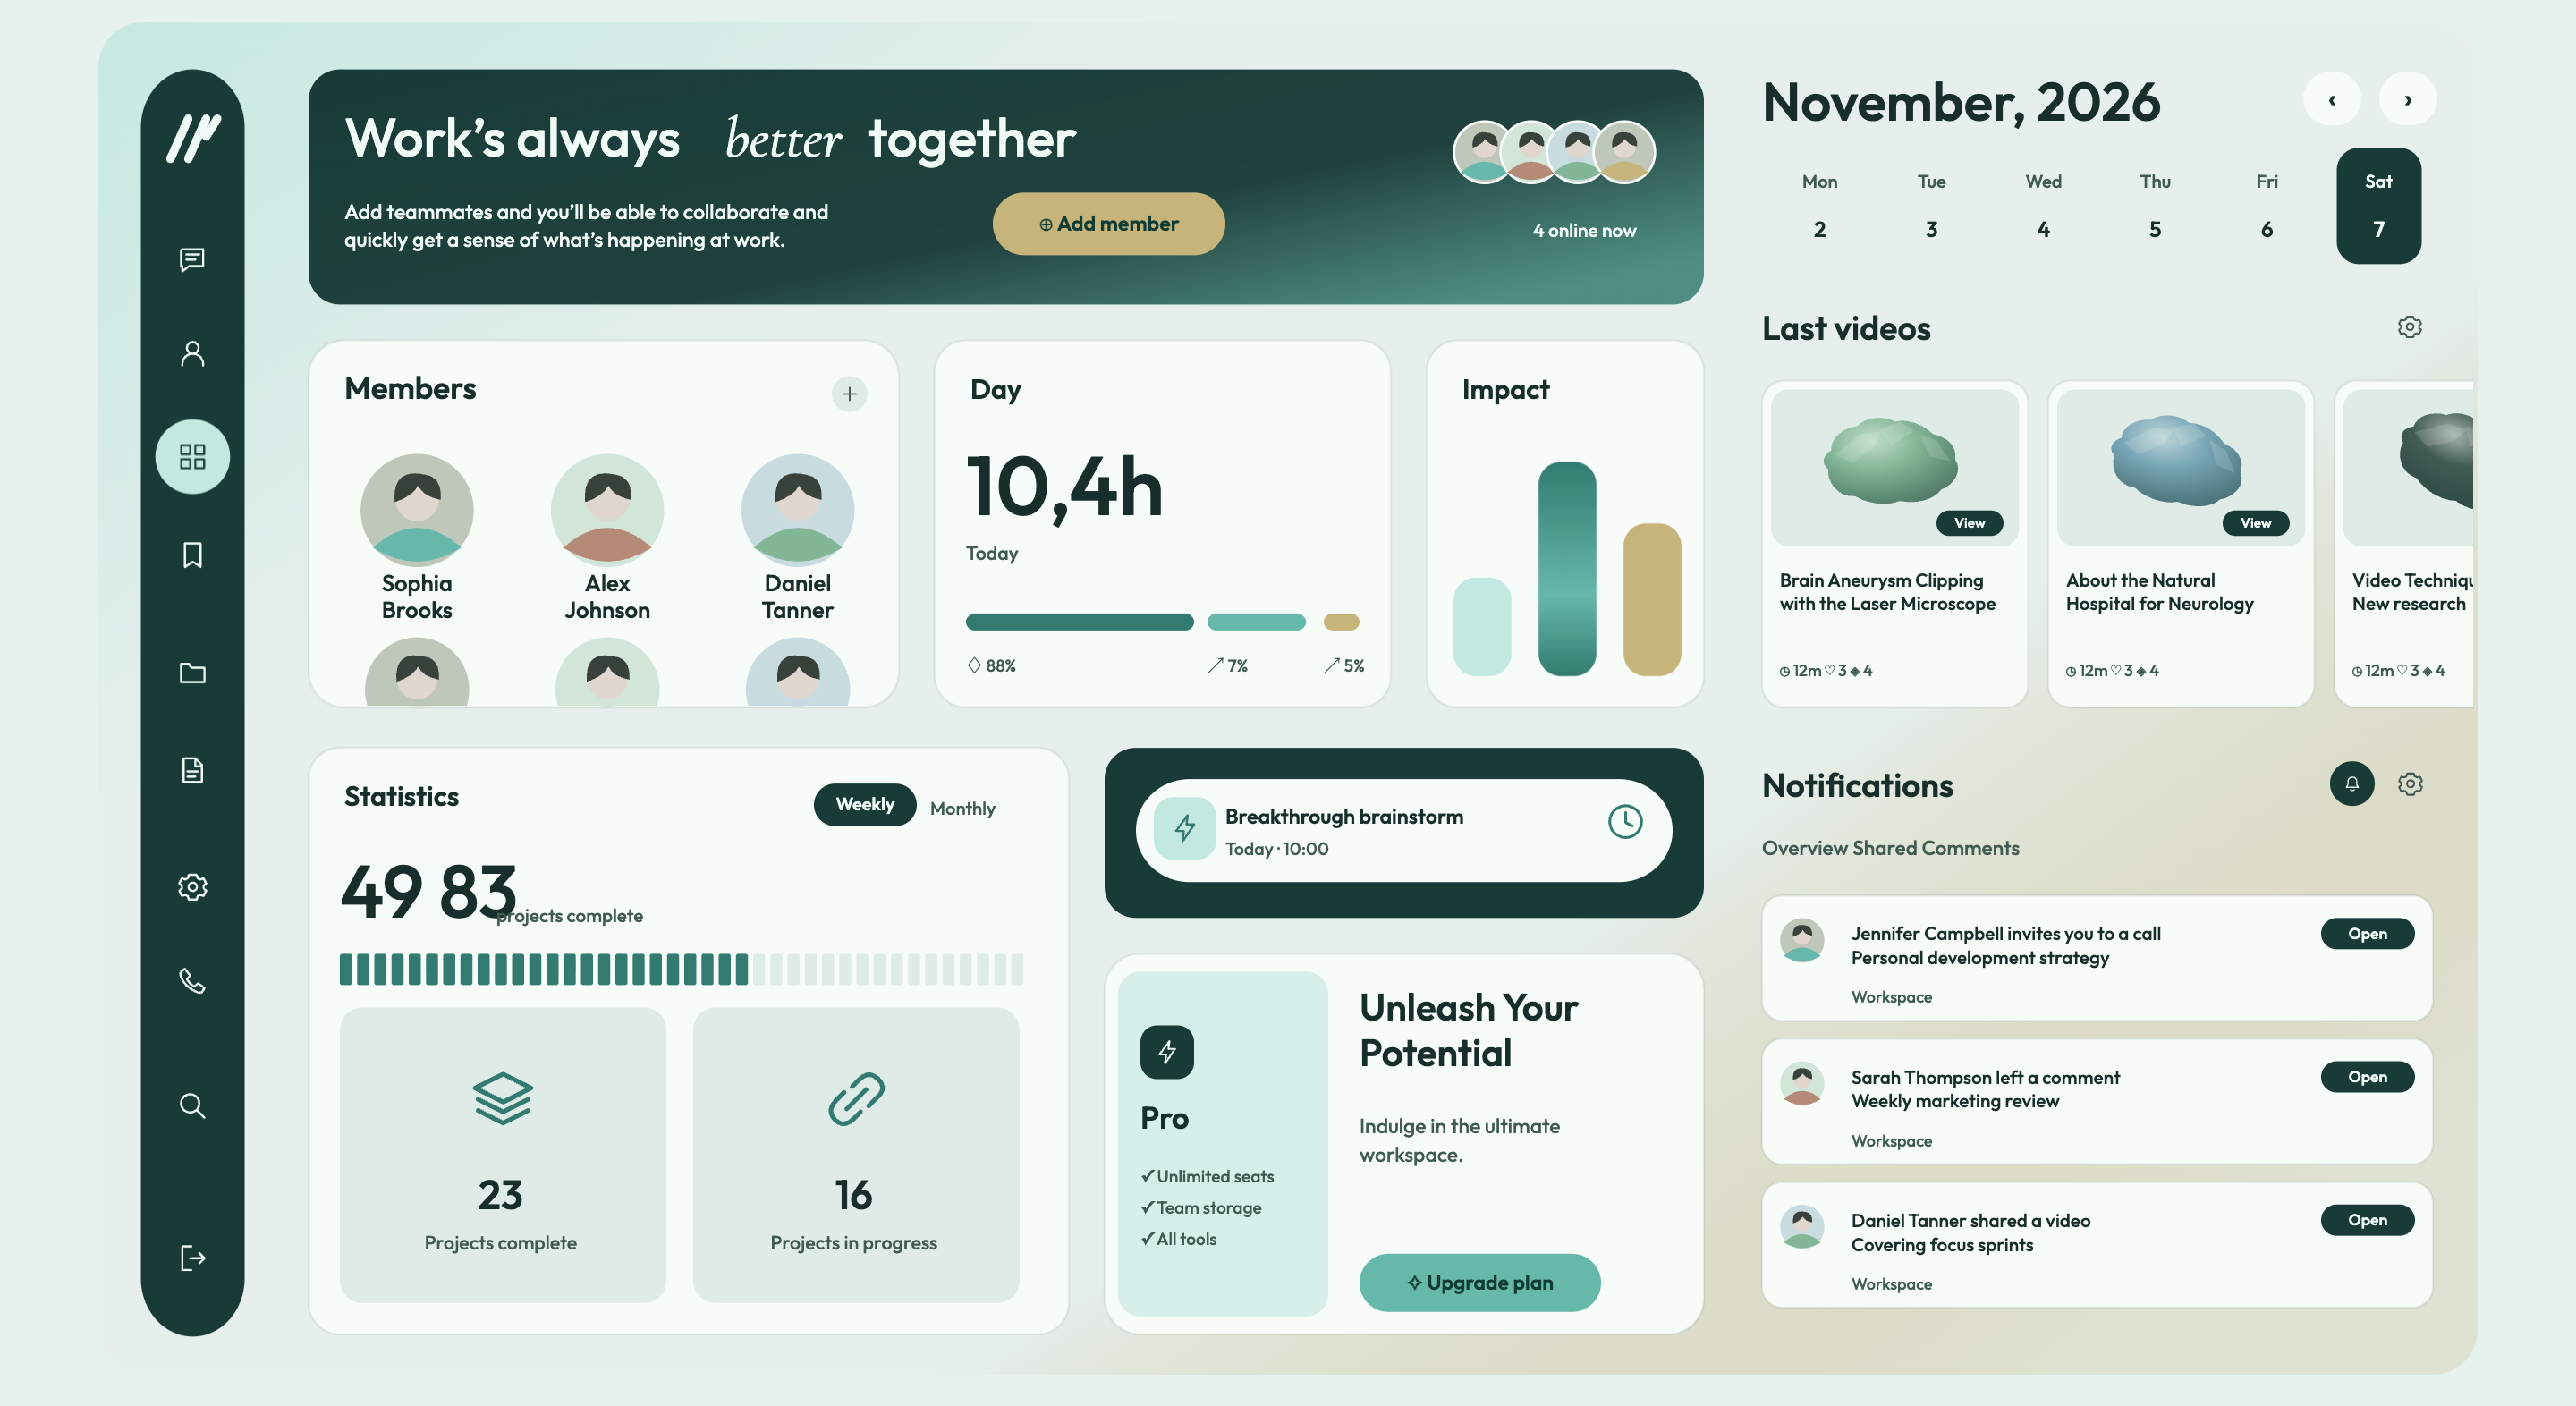 Work’s always better together
Add teammates and you’ll be able to collaborate and
quickly get a sense of what’s happening at work.
⊕ Add member
4 online now
Members
+
Sophia
Brooks
Alex
Johnson
Daniel
Tanner
Day
10,4h
Today
88%
7%
5%
Impact
Statistics
Weekly
Monthly
49 83
projects complete
23
Projects complete
16
Projects in progress
Breakthrough brainstorm
Today · 10:00
Pro
✓Unlimited seats
✓Team storage
✓All tools
Unleash Your
Potential
Indulge in the ultimate
workspace.
✧ Upgrade plan
November, 2026
‹ ›
Mon Tue Wed Thu Fri Sat
2 3 4 5 6 7
Last videos
View
Brain Aneurysm Clipping
with the Laser Microscope
◷ 12m ♡ 3 ◈ 4
View
About the Natural
Hospital for Neurology
◷ 12m ♡ 3 ◈ 4
Video Techniqu
New research
◷ 12m ♡ 3 ◈ 4
Notifications
Overview Shared Comments
Jennifer Campbell invites you to a call
Personal development strategy
Workspace
Open
Sarah Thompson left a comment
Weekly marketing review
Workspace
Open
Daniel Tanner shared a video
Covering focus sprints
Workspace
Open